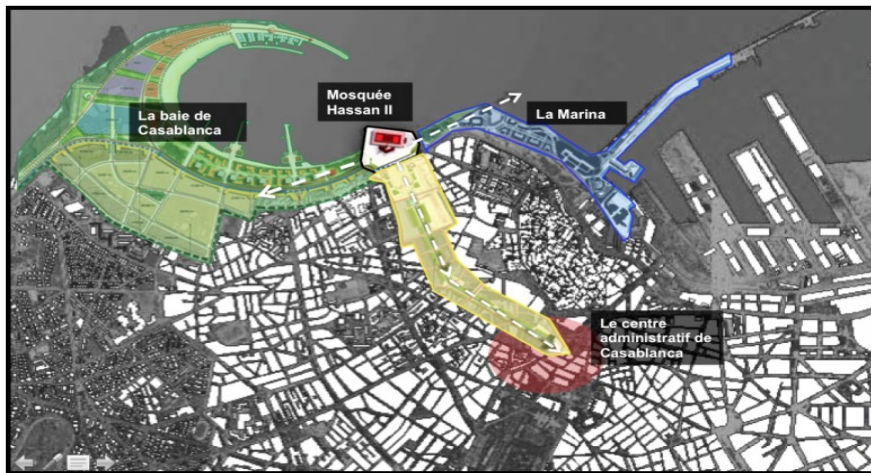 La baie de
Casablanca
Mosquée
Hassan II
La Marina
Le centre
administratif de
Casablanca